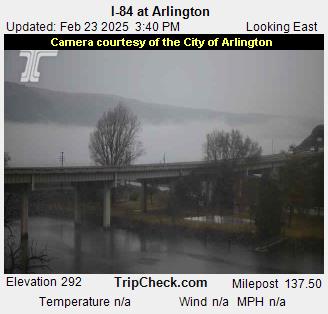 I-84 at Arlington
Updated: Feb 23 2025  3:40 PM    Looking East
Camera courtesy of the City of Arlington
Elevation 292    TripCheck.com    Milepost 137.50
Temperature n/a    Wind n/a  MPH n/a